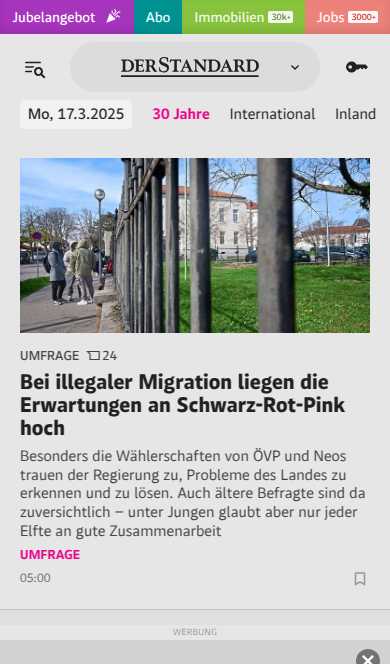 Jubelangebot Abo Immobilien 30k+ Jobs 3000+
DERSTANDARD
Mo, 17.3.2025 30 Jahre International Inland
UMFRAGE 24
Bei illegaler Migration liegen die
Erwartungen an Schwarz-Rot-Pink
hoch
Besonders die Wählerschaften von ÖVP und Neos
trauen der Regierung zu, Probleme des Landes zu
erkennen und zu lösen. Auch ältere Befragte sind da
zuversichtlich – unter Jungen glaubt aber nur jeder
Elfte an gute Zusammenarbeit
UMFRAGE
05:00
WERBUNG